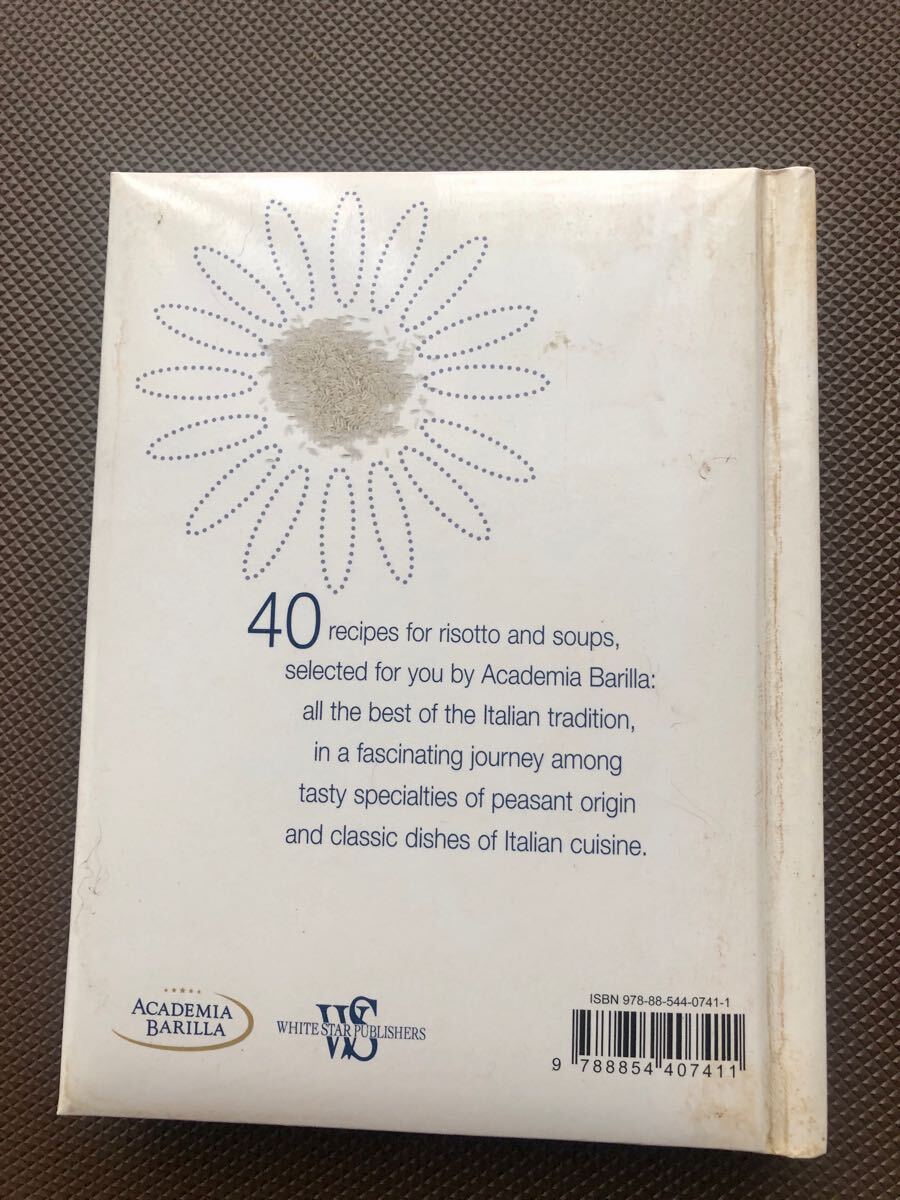 40 recipes for risotto and soups,
selected for you by Academia Barilla:
all the best of the Italian tradition,
in a fascinating journey among
tasty specialties of peasant origin
and classic dishes of Italian cuisine.
ACADEMIA
BARILLA
WS
WHITE STAR PUBLISHERS
ISBN 978-88-544-0741-1
9 788854 407411